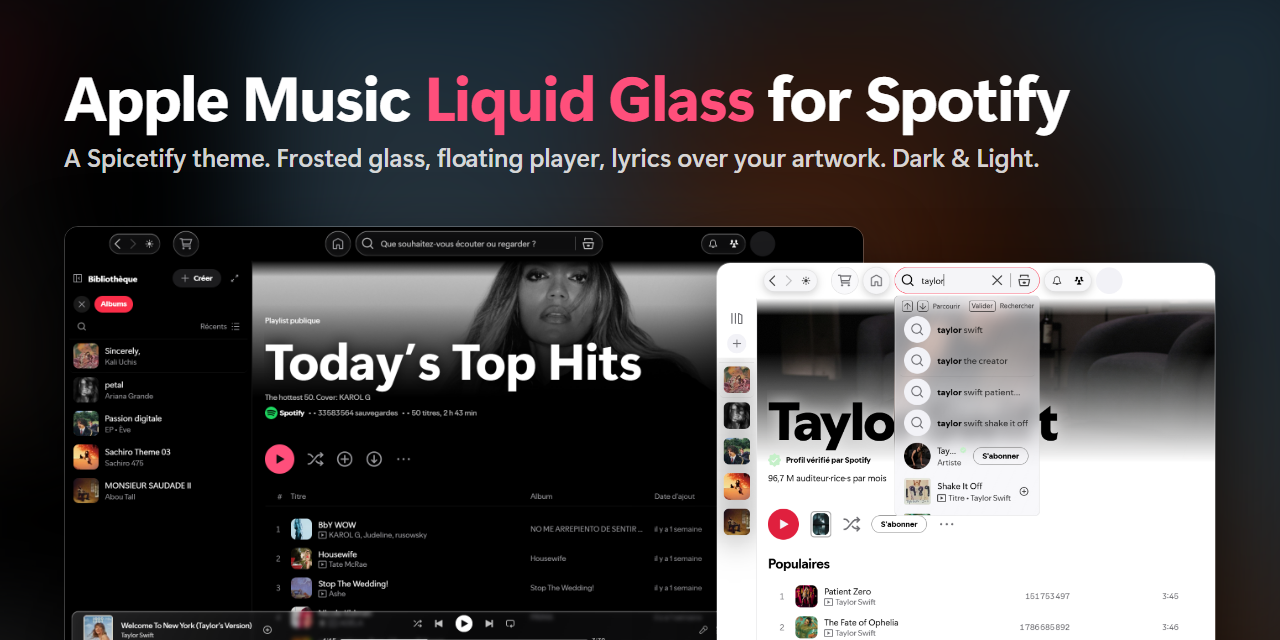 Apple Music Liquid Glass for Spotify
A Spicetify theme. Frosted glass, floating player, lyrics over your artwork. Dark & Light.
Que souhaitez-vous écouter ou regarder ?
Bibliothèque
Créer
Albums
Récents
Sincerely,
Kali Uchis
petal
Ariana Grande
Passion digitale
EP • Eve
Sachiro Theme 03
Sachiro 475
MONSIEUR SAUDADE II
Abou Tall
Playlist publique
Today's Top Hits
The hottest 50. Cover: KAROL G
Spotify • • 33583564 sauvegardes • • 50 titres, 2 h 43 min
# Titre Album Date d'ajout
1 BbY WOW NO ME ARREPIENTO DE SENTIR ... il y a 1 semaine
KAROL G, Judeline, rusowsky
2 Housewife Housewife il y a 1 semaine
Tate McRae
3 Stop The Wedding! Stop The Wedding! il y a 1 semaine
Ashe
4
Welcome To New York (Taylor's Version)
Taylor Swift
taylor
Parcourir Valider Rechercher
taylor swift
taylor the creator
taylor swift patient...
taylor swift shake it off
Tay...
Artiste
S'abonner
Shake It Off
Titre • Taylor Swift
Taylo t
Profil vérifié par Spotify
96,7 M auditeur·rice·s par mois
S'abonner
Populaires
1 Patient Zero 151753497 3:45
Taylor Swift
2 The Fate of Ophelia 1786685892 3:46
Taylor Swift